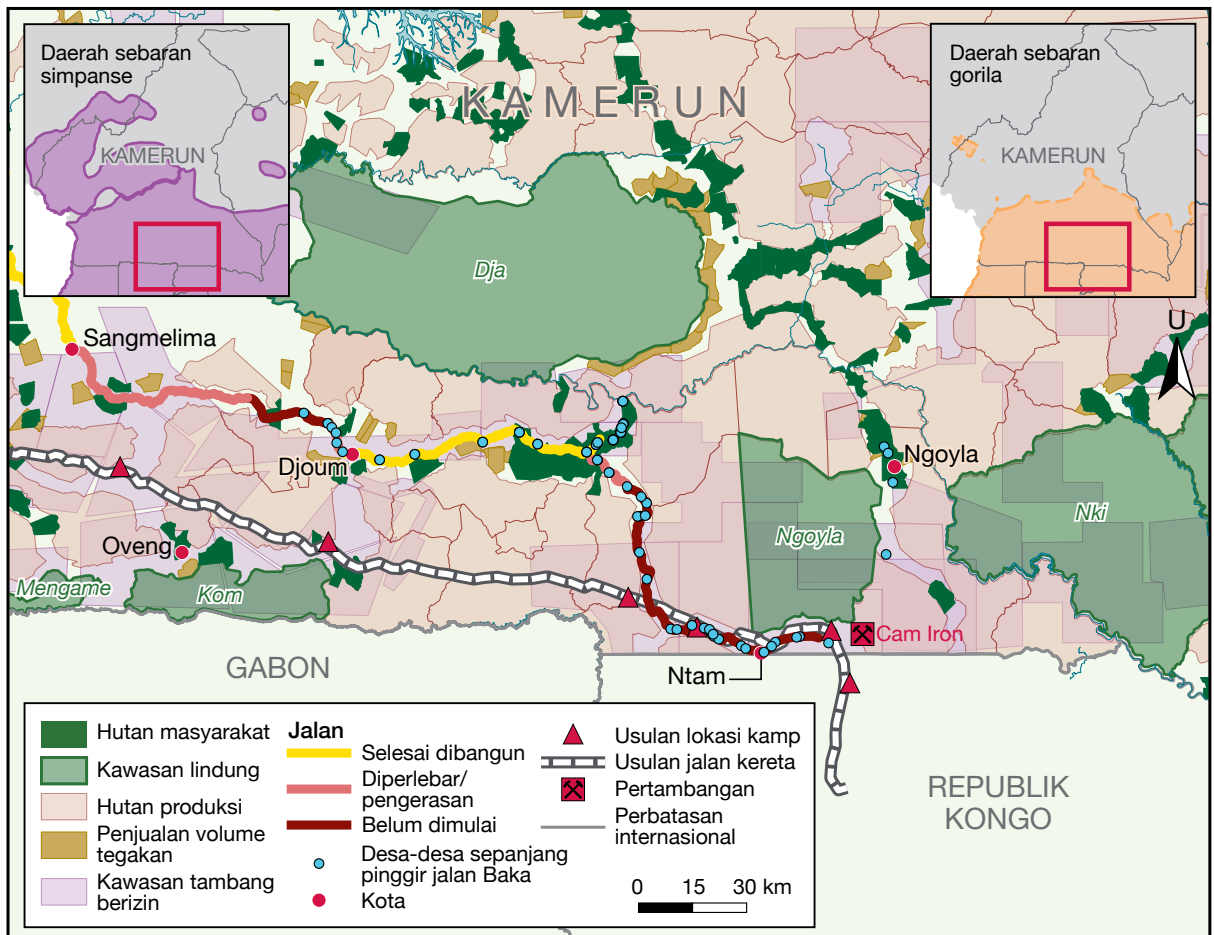 Daerah sebaran
simpanse
KAMERUN
KAMERUN
Daerah sebaran
gorila
KAMERUN
Dja
U
Sangmelima
Djoum
Ngoyla
Nki
Ngoyla
Oveng
Mengame
Kom
Cam Iron
GABON
Ntam
REPUBLIK
KONGO
Hutan masyarakat
Kawasan lindung
Hutan produksi
Penjualan volume
tegakan
Kawasan tambang
berizin
Jalan
Selesai dibangun
Diperlebar/
pengerasan
Belum dimulai
Desa-desa sepanjang
pinggir jalan Baka
Kota
Usulan lokasi kamp
Usulan jalan kereta
Pertambangan
Perbatasan
internasional
0 15 30 km